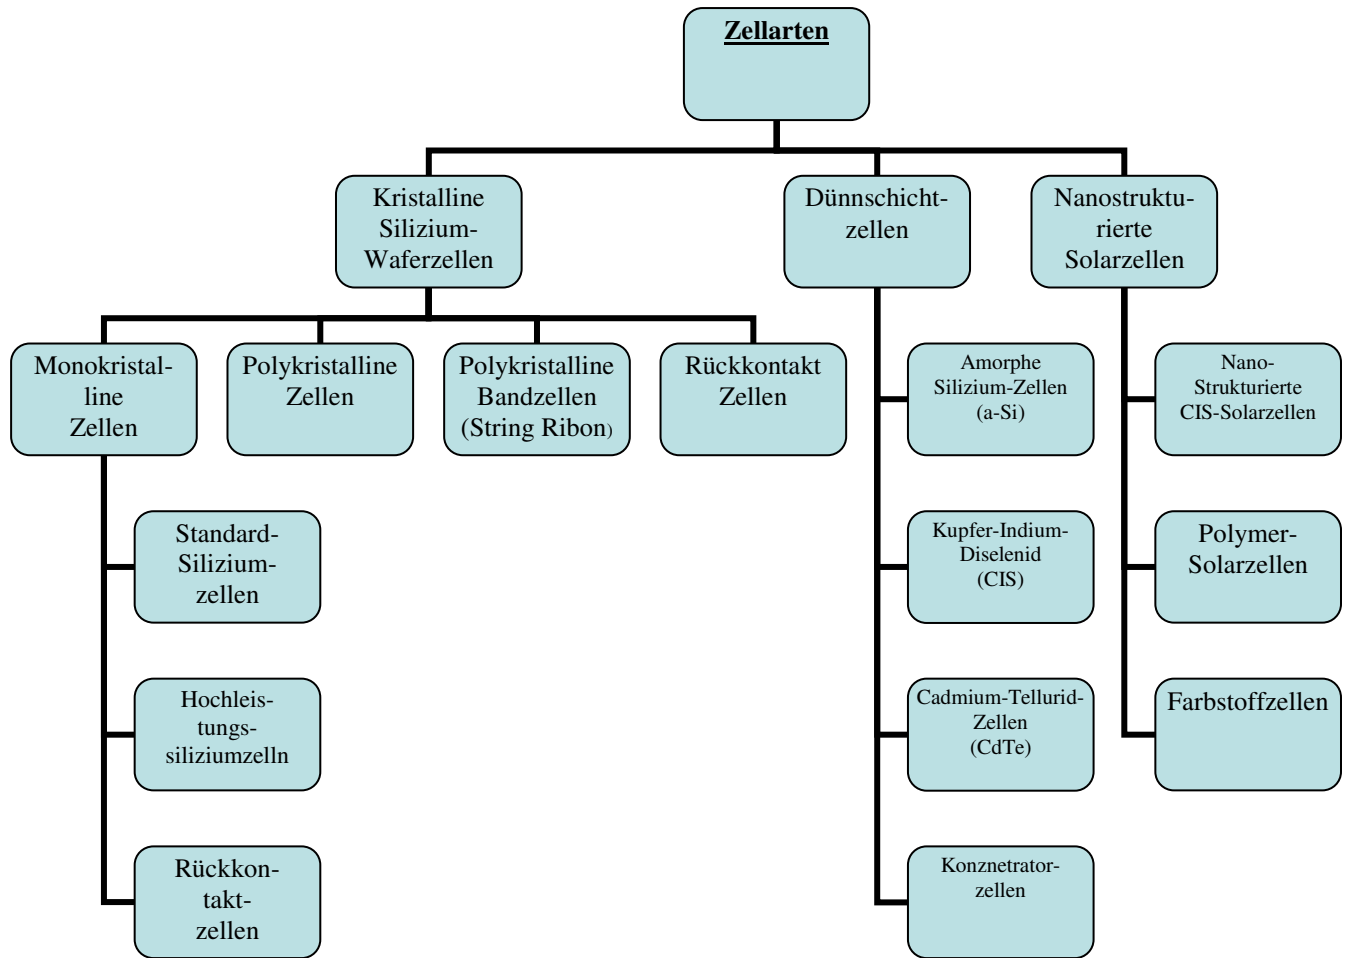 Zellarten
Kristalline
Silizium-
Waferzellen
Dünnschicht-
zellen
Nanostruktu-
rierte
Solarzellen
Monokristal-
line
Zellen
Polykristalline
Zellen
Polykristalline
Bandzellen
(String Ribon)
Rückkontakt
Zellen
Amorphe
Silizium-Zellen
(a-Si)
Nano-
Strukturierte
CIS-Solarzellen
Standard-
Silizium-
zellen
Kupfer-Indium-
Diselenid
(CIS)
Polymer-
Solarzellen
Hochleis-
tungs-
siliziumzelln
Cadmium-Tellurid-
Zellen
(CdTe)
Farbstoffzellen
Rückkon-
takt-
zellen
Konznetrator-
zellen